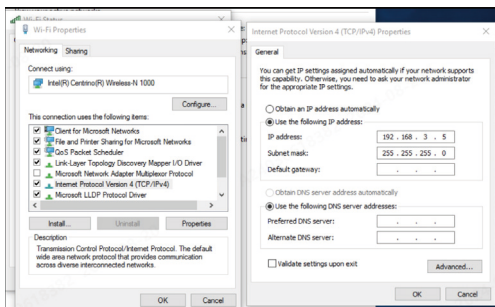 Wi-Fi Status
Wi-Fi Properties
Networking Sharing
Connect using:
Intel(R) Centrino(R) Wireless-N 1000
Configure...
This connection uses the following items:
Client for Microsoft Networks
File and Printer Sharing for Microsoft Networks
QoS Packet Scheduler
Link-Layer Topology Discovery Mapper I/O Driver
Microsoft Network Adapter Multiplexor Protocol
Internet Protocol Version 4 (TCP/IPv4)
Microsoft LLDP Protocol Driver
Install... Uninstall Properties
Description
Transmission Control Protocol/Internet Protocol. The default
wide area network protocol that provides communication
across diverse interconnected networks.
OK Cancel
Internet Protocol Version 4 (TCP/IPv4) Properties
General
You can get IP settings assigned automatically if your network supports
this capability. Otherwise, you need to ask your network administrator
for the appropriate IP settings.
Obtain an IP address automatically
Use the following IP address:
IP address: 192 . 168 . 3 . 5
Subnet mask: 255 . 255 . 255 . 0
Default gateway: . . .
Obtain DNS server address automatically
Use the following DNS server addresses:
Preferred DNS server: . . .
Alternate DNS server: . . .
Validate settings upon exit
Advanced...
OK Cancel